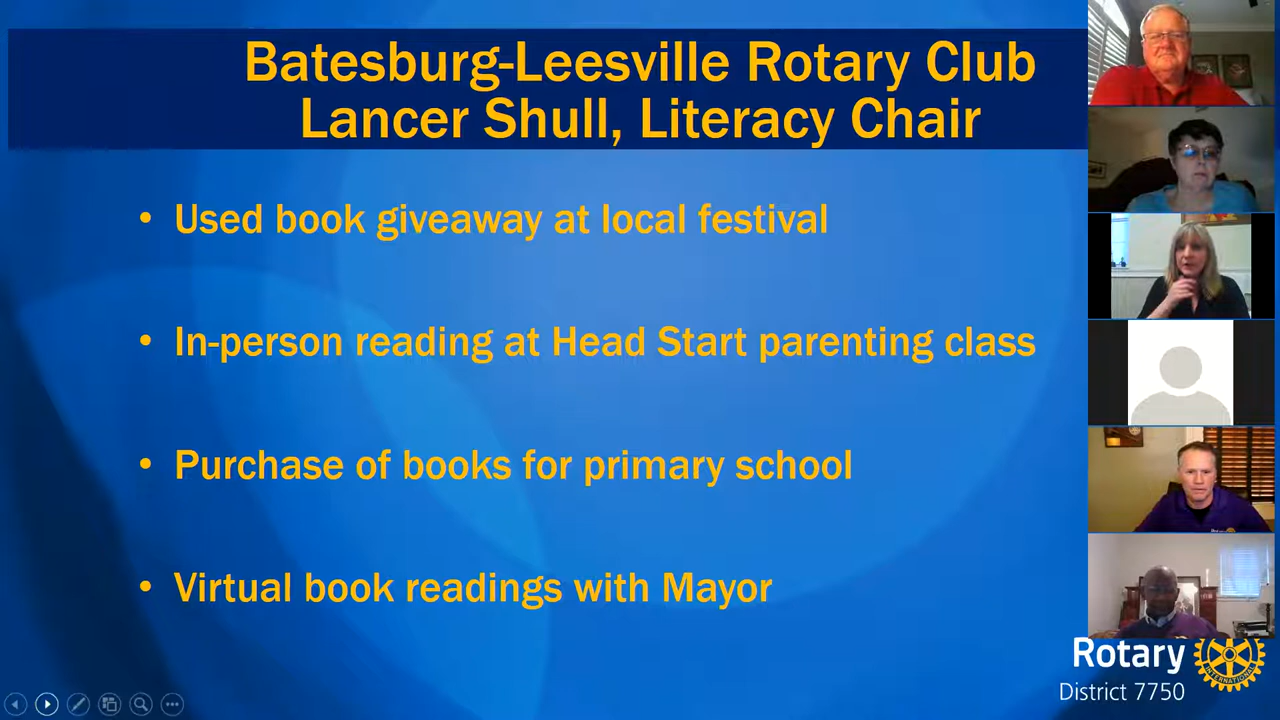 Batesburg-Leesville Rotary Club
Lancer Shull, Literacy Chair
• Used book giveaway at local festival
• In-person reading at Head Start parenting class
• Purchase of books for primary school
• Virtual book readings with Mayor
Rotary
District 7750